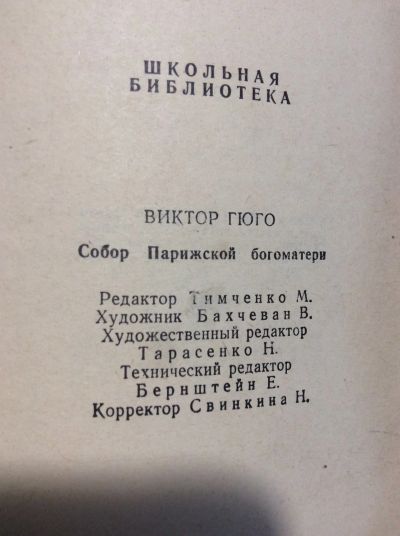 ШКОЛЬНАЯ
БИБЛИОТЕКА
ВИКТОР ГЮГО
Собор Парижской богоматери
Редактор Тимченко М.
Художник Бахчеван В.
Художественный редактор
Тарасенко Н.
Технический редактор
Бернштейн Е.
Корректор Свинкина Н.